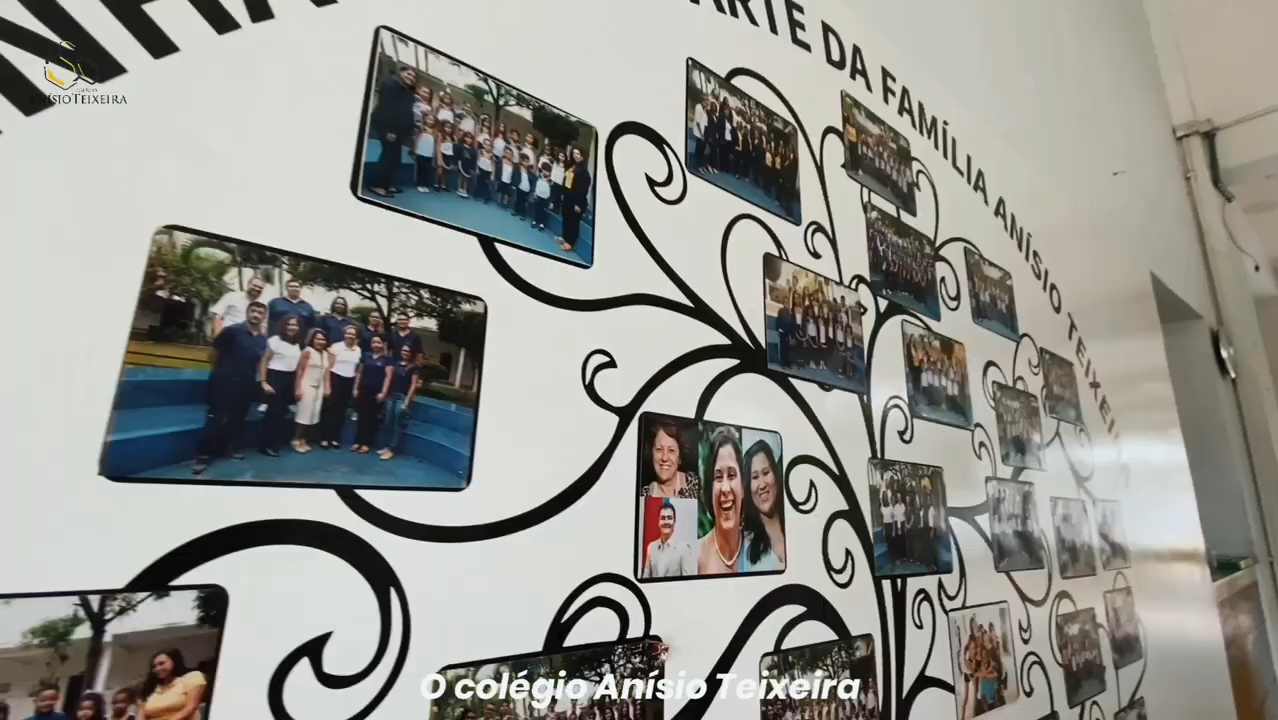 ARTE DA FAMÍLIA ANÍSIO TEIXEI
ANÍSIO TEIXEIRA
O colégio Anísio Teixeira